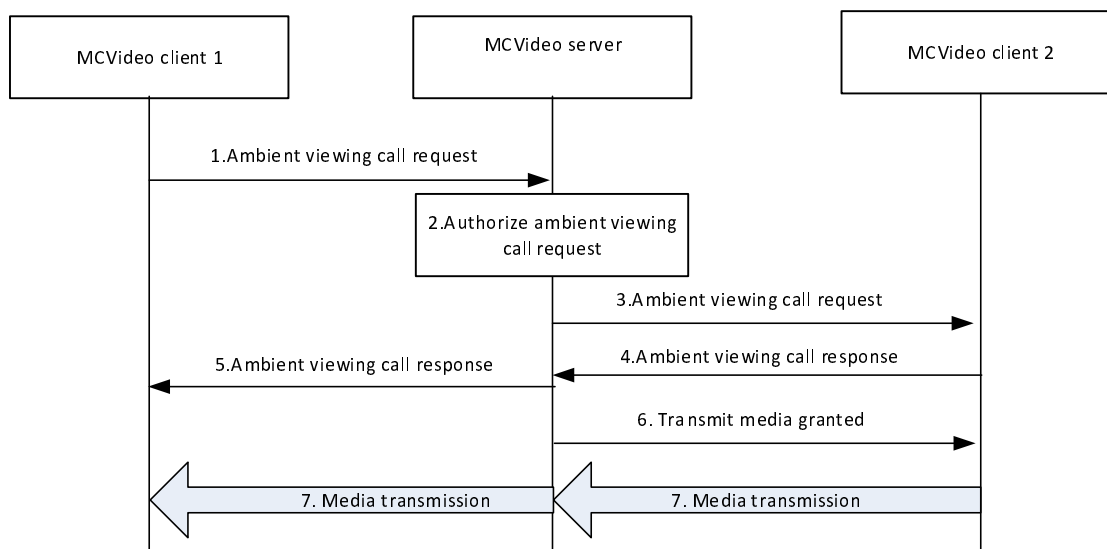 MCVideo client 1
MCVideo server
MCVideo client 2
1.Ambient viewing call request
2.Authorize ambient viewing
call request
3.Ambient viewing call request
4.Ambient viewing call response
5.Ambient viewing call response
6. Transmit media granted
7. Media transmission
7. Media transmission